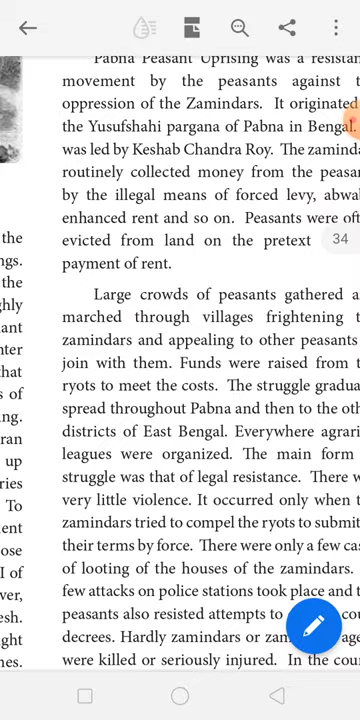 Pabna Peasant Uprising was a resistan
movement by the peasants against t
oppression of the Zamindars. It originated
the Yusufshahi pargana of Pabna in Bengal.
was led by Keshab Chandra Roy. The zaminda
routinely collected money from the peasan
by the illegal means of forced levy, abwab
enhanced rent and so on. Peasants were oft
evicted from land on the pretext
34
payment of rent.
Large crowds of peasants gathered a
marched through villages frightening t
zamindars and appealing to other peasants
join with them. Funds were raised from t
ryots to meet the costs. The struggle gradua
spread throughout Pabna and then to the oth
districts of East Bengal. Everywhere agrari
leagues were organized. The main form
struggle was that of legal resistance. There w
very little violence. It occurred only when t
zamindars tried to compel the ryots to submit
their terms by force. There were only a few cas
of looting of the houses of the zamindars.
few attacks on police stations took place and t
peasants also resisted attempts to cou
decrees. Hardly zamindars or zam age
were killed or seriously injured. In the cour
the
ngs.
the
ghly
nant
nter
that
s of
ing.
ran
up
ries
To
ent
ose
I of
ver,
esh.
ght
nes.